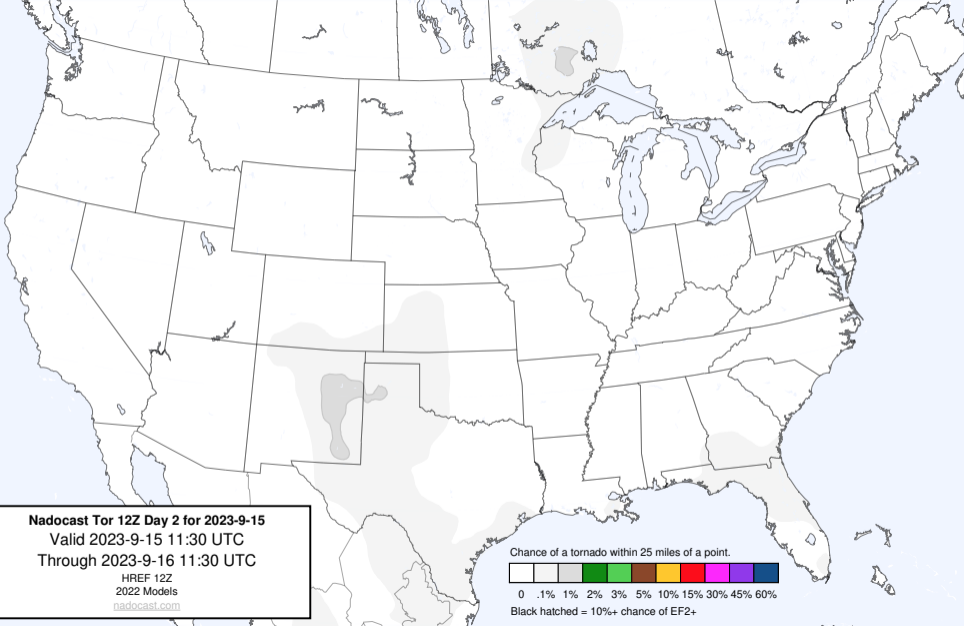 Nadocast Tor 12Z Day 2 for 2023-9-15
Valid 2023-9-15 11:30 UTC
Through 2023-9-16 11:30 UTC
HREF 12Z
2022 Models
nadocast.com
Chance of a tornado within 25 miles of a point.
0 .1% 1% 2% 3% 5% 10% 15% 30% 45% 60%
Black hatched = 10%+ chance of EF2+